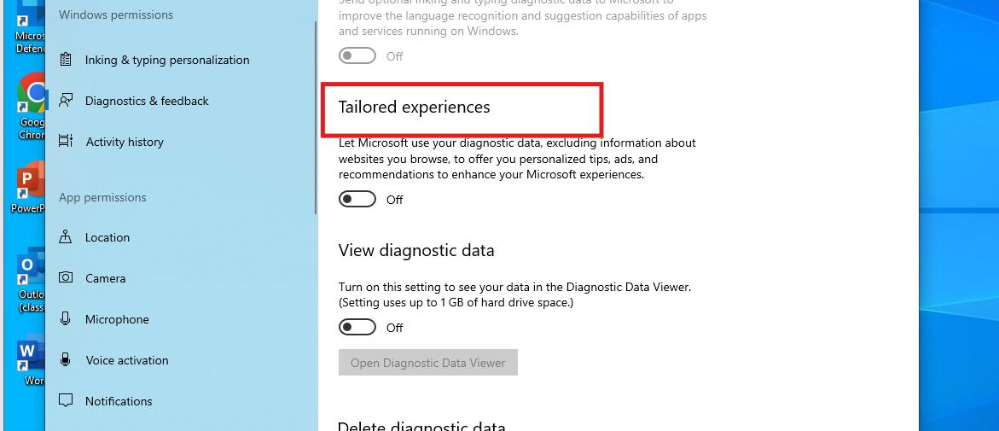 Microso
Defend
Goog
Chrom
PowerP
Outlo
(class
Word
Windows permissions
Inking & typing personalization
Diagnostics & feedback
Activity history
App permissions
Location
Camera
Microphone
Voice activation
Notifications
Send optional inking and typing diagnostic data to Microsoft to
improve the language recognition and suggestion capabilities of apps
and services running on Windows.
Off
Tailored experiences
Let Microsoft use your diagnostic data, excluding information about
websites you browse, to offer you personalized tips, ads, and
recommendations to enhance your Microsoft experiences.
Off
View diagnostic data
Turn on this setting to see your data in the Diagnostic Data Viewer.
(Setting uses up to 1 GB of hard drive space.)
Off
Open Diagnostic Data Viewer
Delete diagnostic data